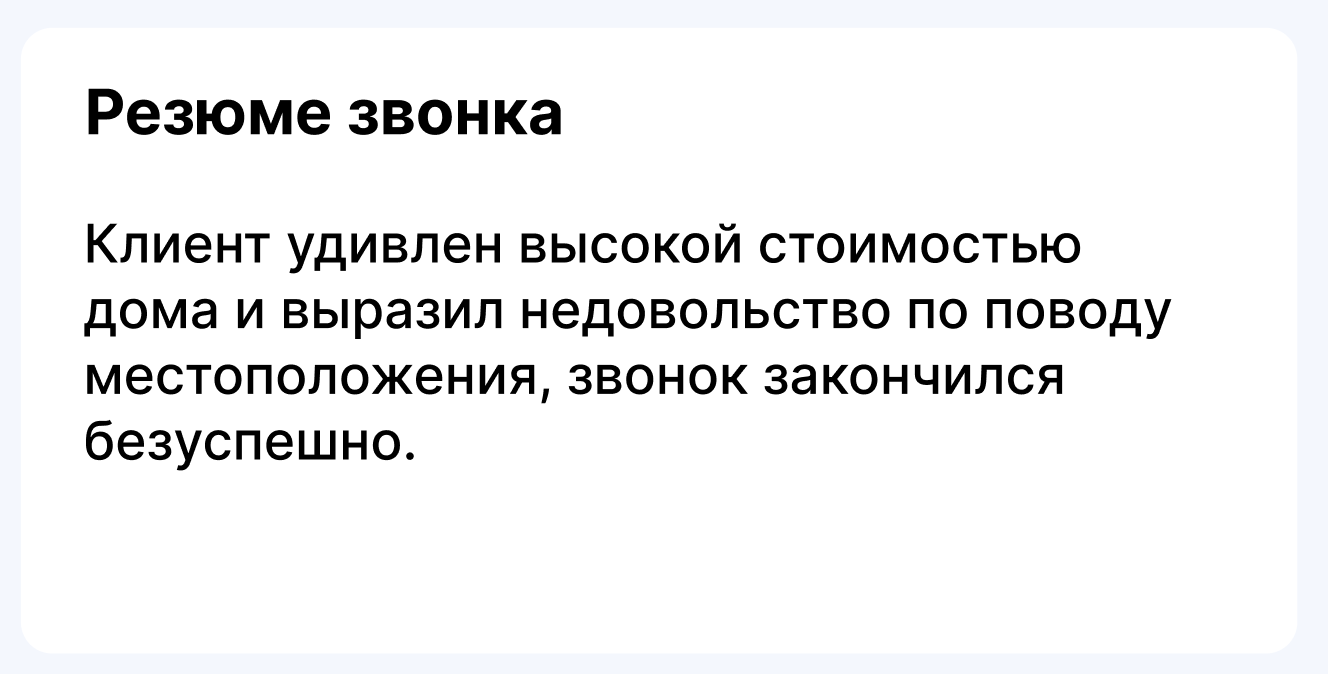 Резюме звонка
Клиент удивлен высокой стоимостью
дома и выразил недовольство по поводу
местоположения, звонок закончился
безуспешно.